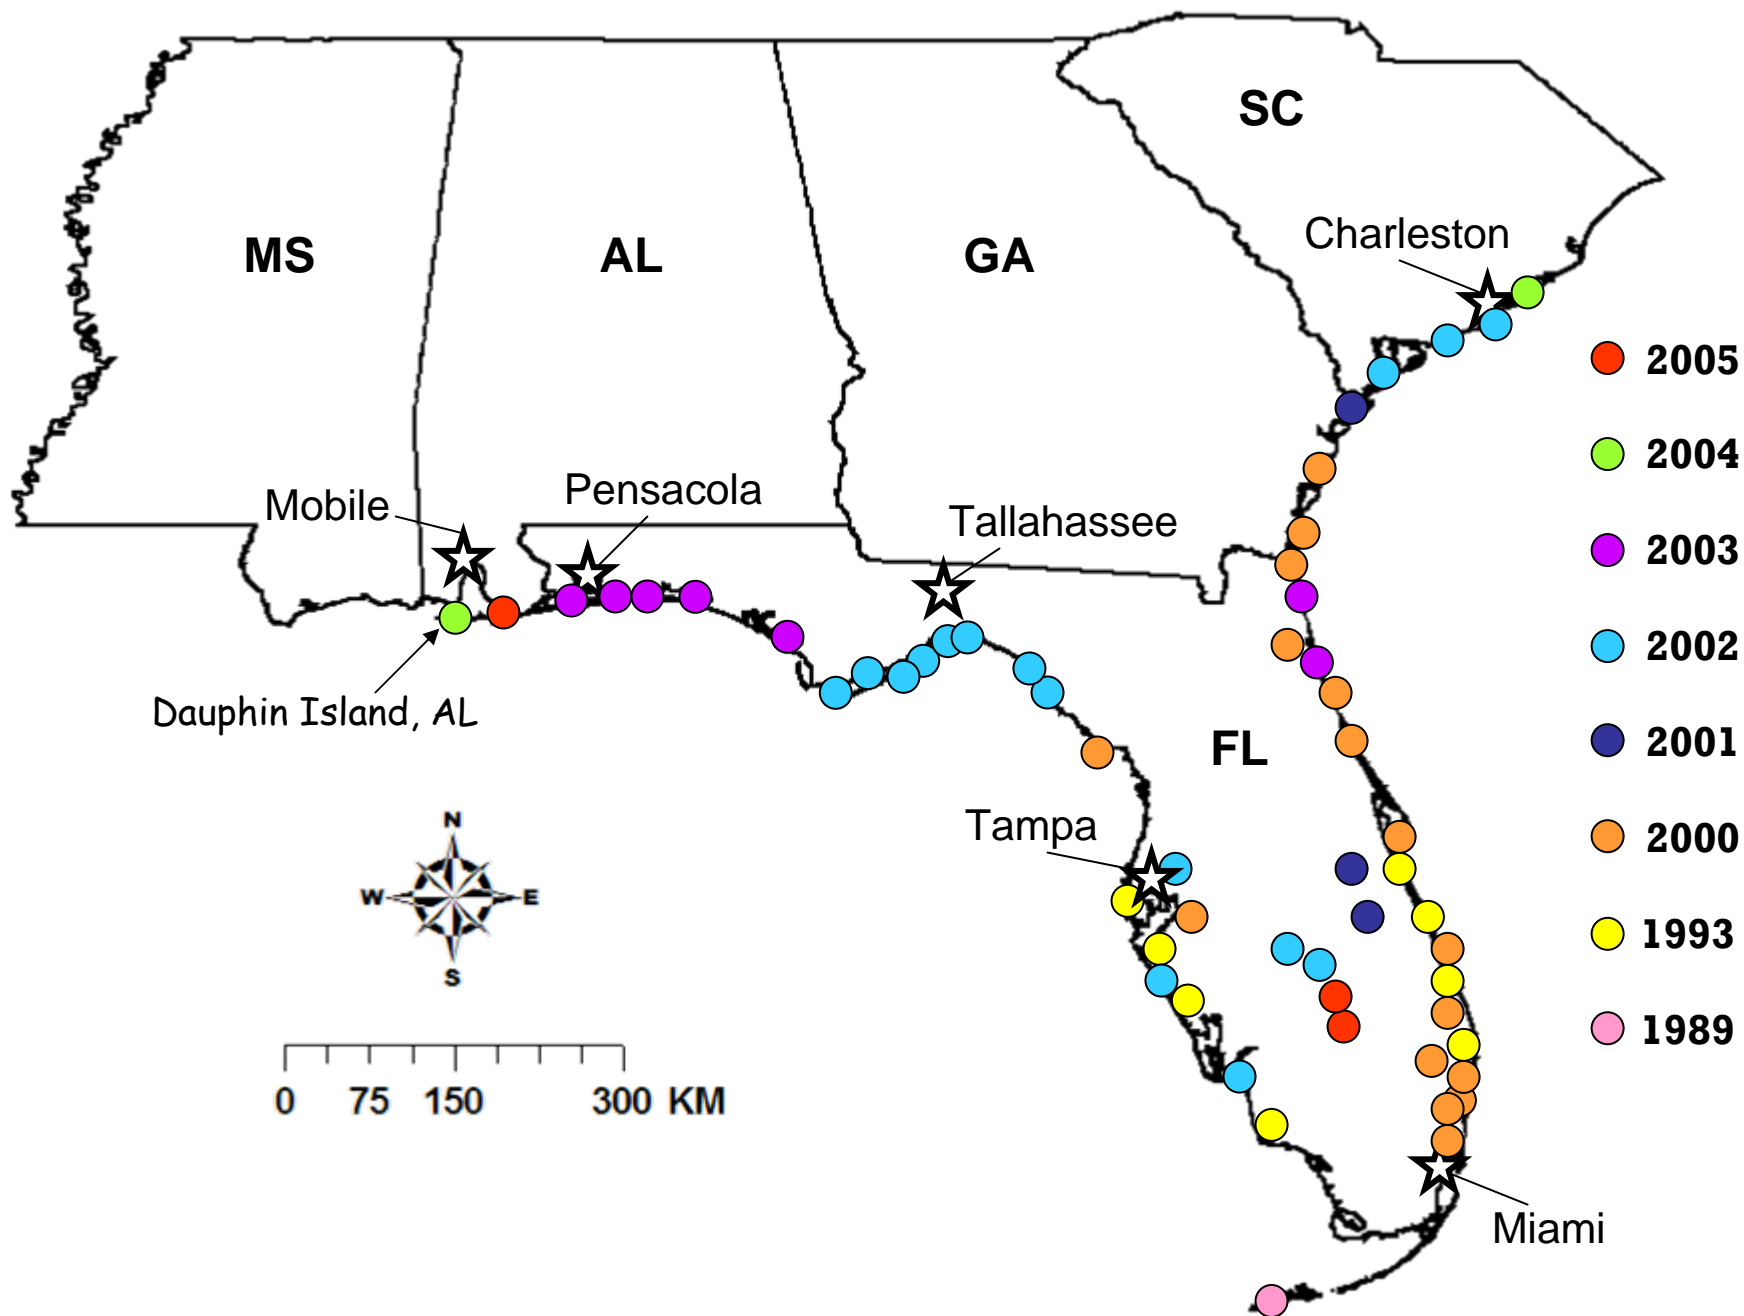 SC
Charleston
MS
AL
GA
2005
2004
Mobile
Pensacola
Tallahassee
2003
2002
Dauphin Island, AL
FL
2001
Tampa
2000
N
W E
S
1993
1989
0 75 150 300 KM
Miami